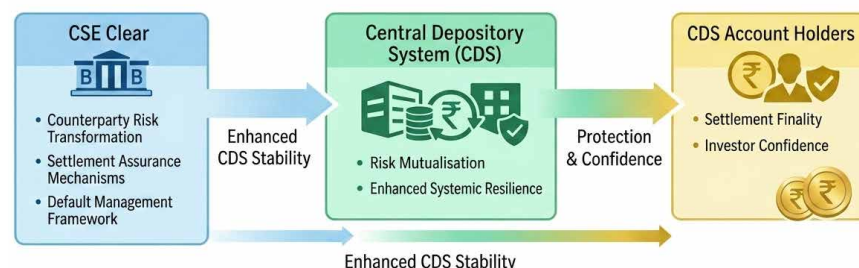 CSE Clear
B B
• Counterparty Risk
Transformation
• Settlement Assurance
Mechanisms
• Default Management
Framework
Enhanced
CDS Stability
Central Depository
System (CDS)
₹
• Risk Mutualisation
• Enhanced Systemic Resilience
Protection
& Confidence
CDS Account Holders
₹
• Settlement Finality
• Investor Confidence
₹ ₹
Enhanced CDS Stability